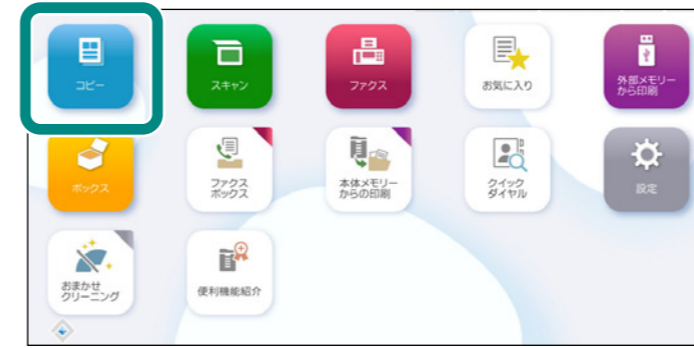 コピー
スキャン
ファクス
お気に入り
外部メモリー
から印刷
ボックス
ファクス
ボックス
本体メモリー
からの印刷
クイック
ダイヤル
設定
おまかせ
クリーニング
便利機能紹介